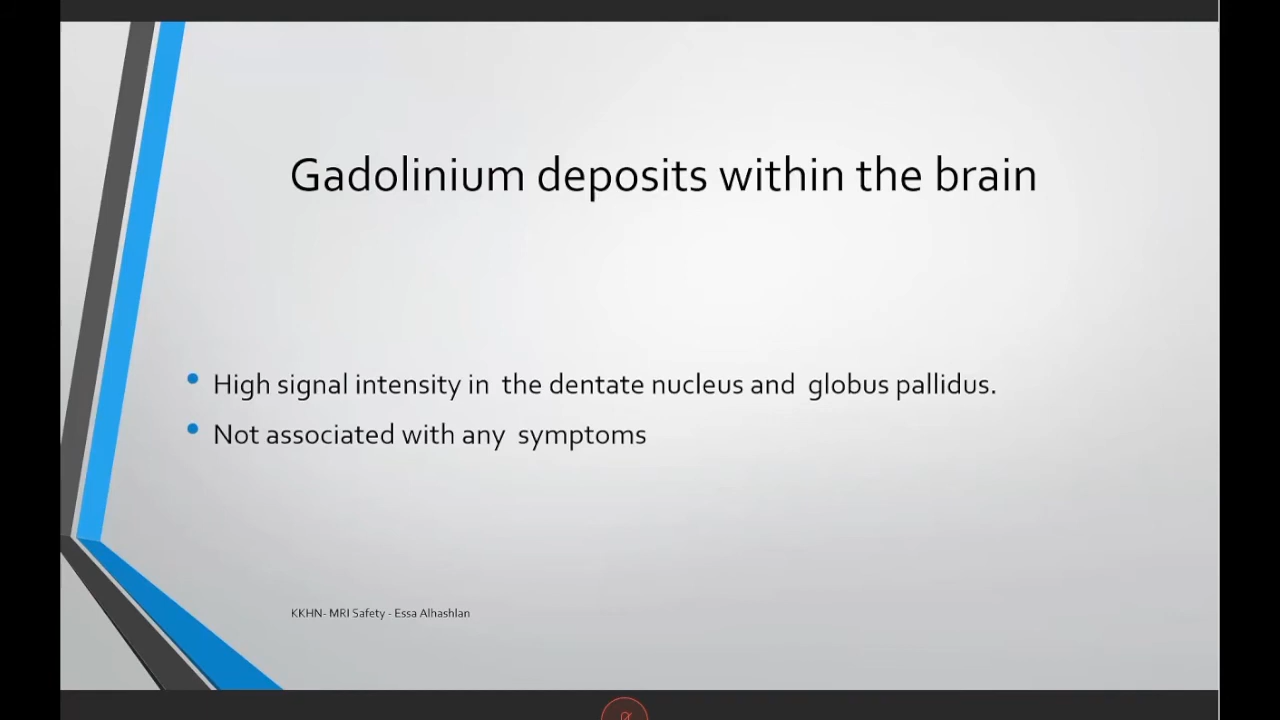 Gadolinium deposits within the brain
High signal intensity in the dentate nucleus and globus pallidus.
Not associated with any symptoms
KKHN- MRI Safety - Essa Alhashlan